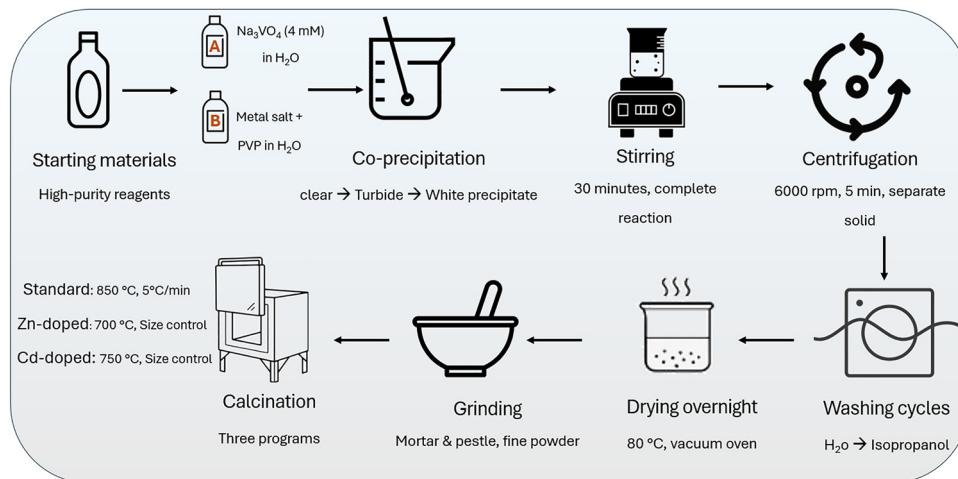 A
Na₃VO₄ (4 mM)
in H₂O
B
Metal salt +
PVP in H₂O
Starting materials
High-purity reagents
Co-precipitation
clear → Turbide → White precipitate
Stirring
30 minutes, complete
reaction
Centrifugation
6000 rpm, 5 min, separate
solid
Standard: 850 °C, 5°C/min
Zn-doped: 700 °C, Size control
Cd-doped: 750 °C, Size control
Calcination
Three programs
Grinding
Mortar & pestle, fine powder
Drying overnight
80 °C, vacuum oven
Washing cycles
H₂o → Isopropanol